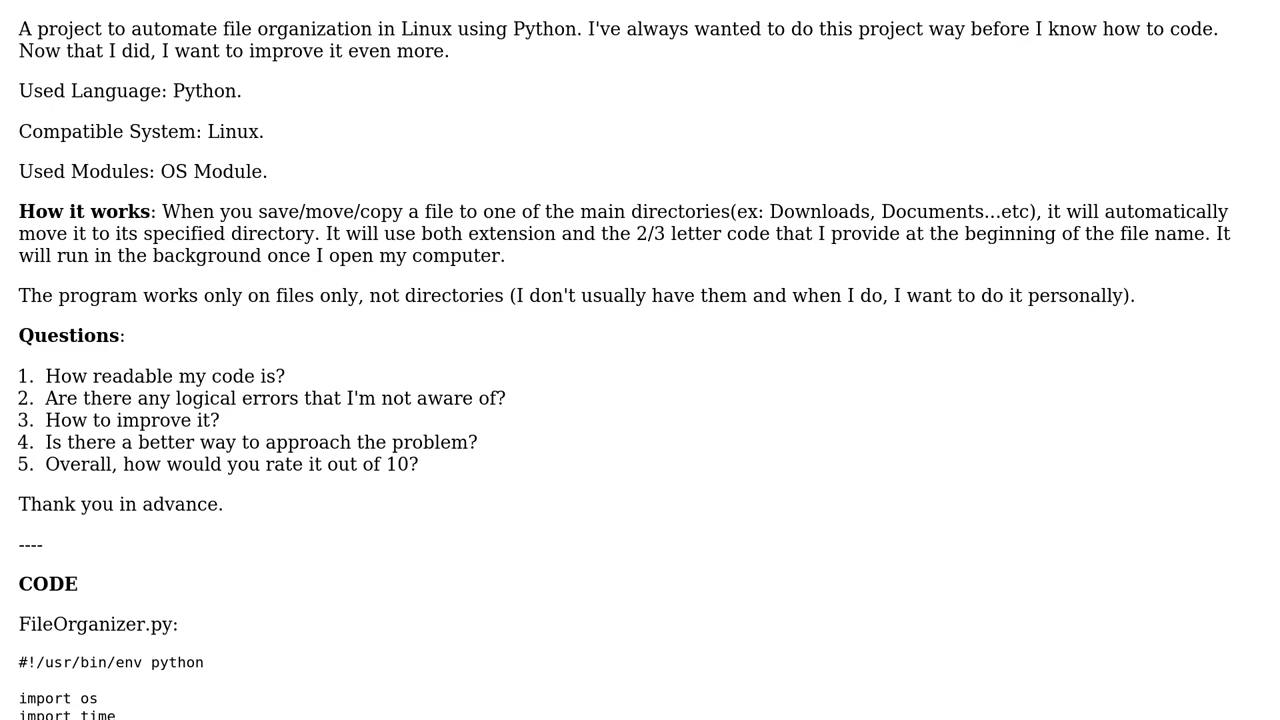 A project to automate file organization in Linux using Python. I've always wanted to do this project way before I know how to code.
Now that I did, I want to improve it even more.
Used Language: Python.
Compatible System: Linux.
Used Modules: OS Module.
How it works: When you save/move/copy a file to one of the main directories(ex: Downloads, Documents...etc), it will automatically
move it to its specified directory. It will use both extension and the 2/3 letter code that I provide at the beginning of the file name. It
will run in the background once I open my computer.
The program works only on files only, not directories (I don't usually have them and when I do, I want to do it personally).
Questions:
1. How readable my code is?
2. Are there any logical errors that I'm not aware of?
3. How to improve it?
4. Is there a better way to approach the problem?
5. Overall, how would you rate it out of 10?
Thank you in advance.
----
CODE
FileOrganizer.py:
#!/usr/bin/env python
import os
import time